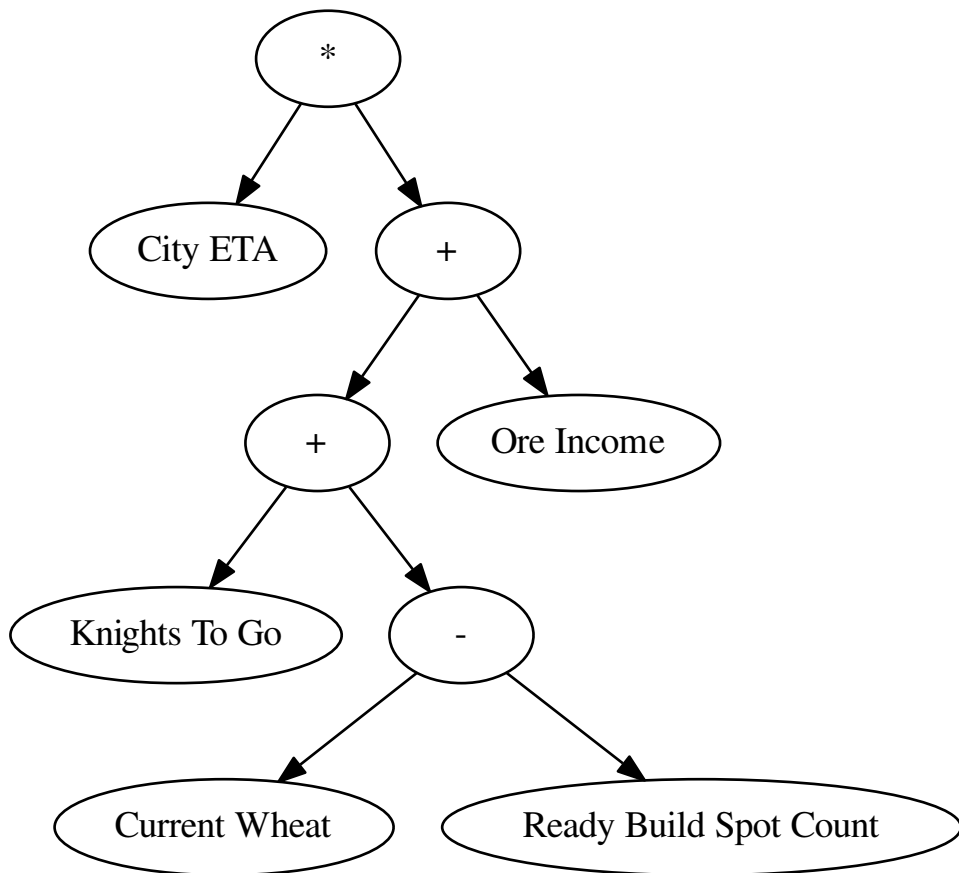 *
City ETA
+
+
Ore Income
Knights To Go
-
Current Wheat
Ready Build Spot Count